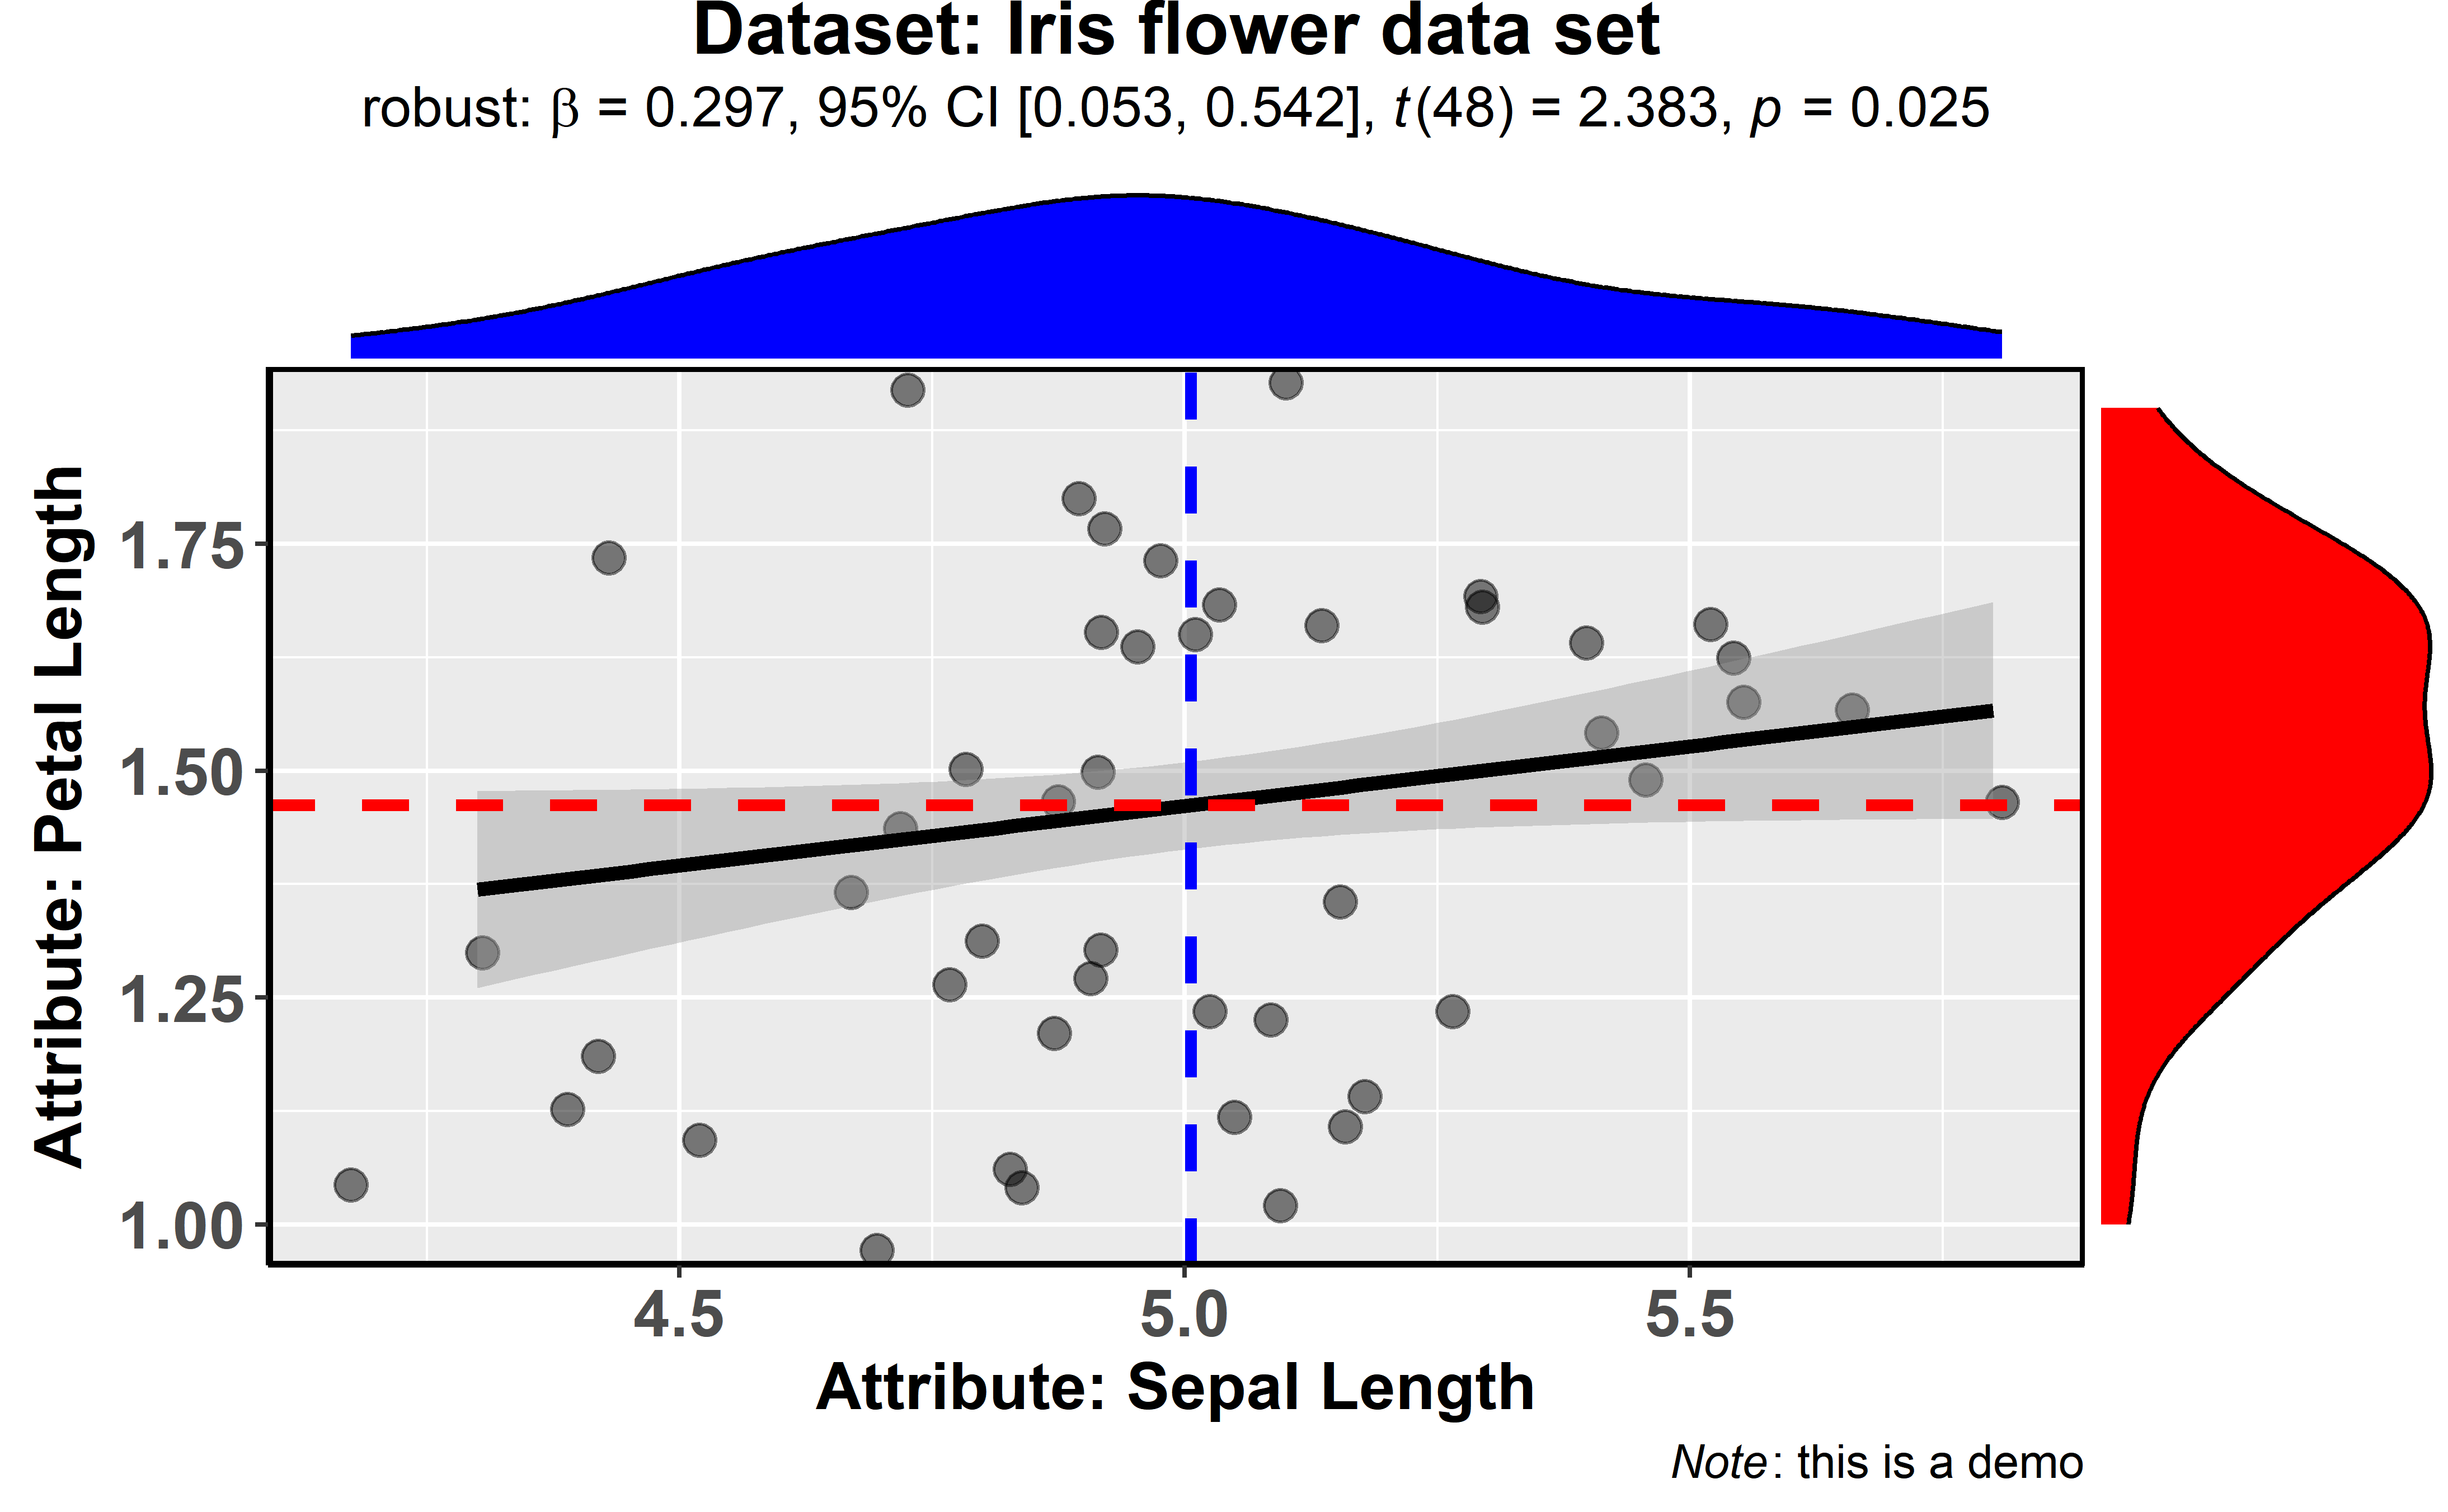 Dataset: Iris flower data set
robust: β = 0.297, 95% CI [0.053, 0.542], t(48) = 2.383, p = 0.025
Attribute: Petal Length
1.75
1.50
1.25
1.00
4.5 5.0 5.5
Attribute: Sepal Length
Note: this is a demo